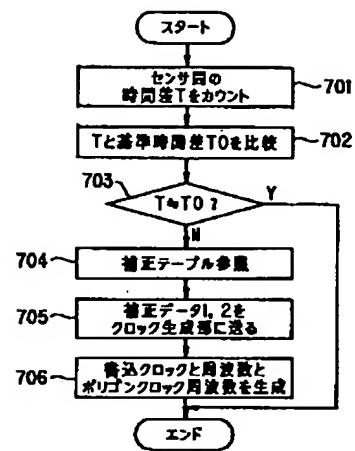 スタート
センサ間の
時間差Tをカウント
701
Tと基準時間差T0を比較
702
703
T≒T0?
Y
N
704
補正テーブル参照
705
補正データ1, 2を
クロック生成部に送る
706
書込クロックと周波数と
ポリゴンクロック周波数を生成
エンド